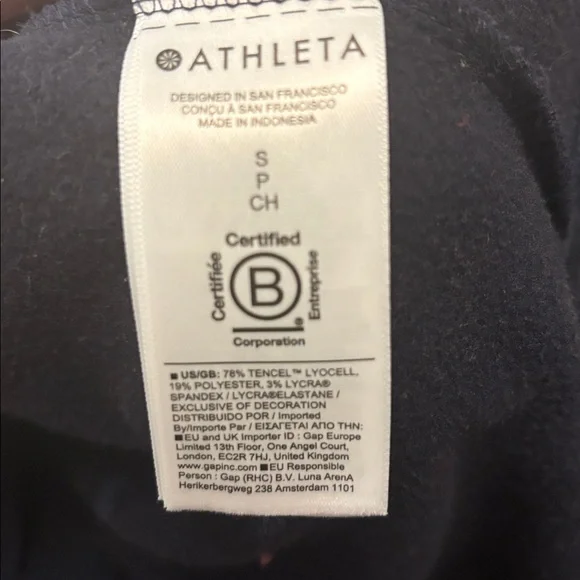 ATHLETA
DESIGNED IN SAN FRANCISCO
CONÇU À SAN FRANCISCO
MADE IN INDONESIA
S
P
CH
Certified
Certifiée
B
Entreprise
®
Corporation
■ US/GB: 78% TENCEL™ LYOCELL,
19% POLYESTER, 3% LYCRA®
SPANDEX / LYCRA®ELASTANE /
EXCLUSIVE OF DECORATION
DISTRIBUIDO POR / Imported
By/Importe Par / ΕΙΣΑΓΕΤΑΙ ΑΠΟ ΤΗΝ:
■EU and UK Importer ID : Gap Europe
Limited 13th Floor, One Angel Court,
London, EC2R 7HJ, United Kingdom
www.gapinc.com ■EU Responsible
Person : Gap (RHC) B.V. Luna ArenA
Herikerbergweg 238 Amsterdam 1101